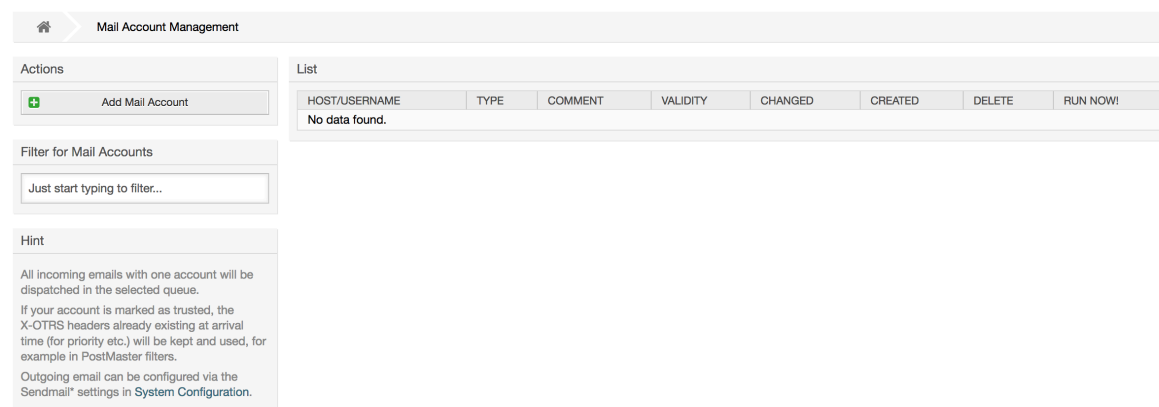 Mail Account Management
Actions
Add Mail Account
Filter for Mail Accounts
Just start typing to filter...
Hint
All incoming emails with one account will be
dispatched in the selected queue.
If your account is marked as trusted, the
X-OTRS headers already existing at arrival
time (for priority etc.) will be kept and used, for
example in PostMaster filters.
Outgoing email can be configured via the
Sendmail* settings in System Configuration.
List
HOST/USERNAME TYPE COMMENT VALIDITY CHANGED CREATED DELETE RUN NOW!
No data found.